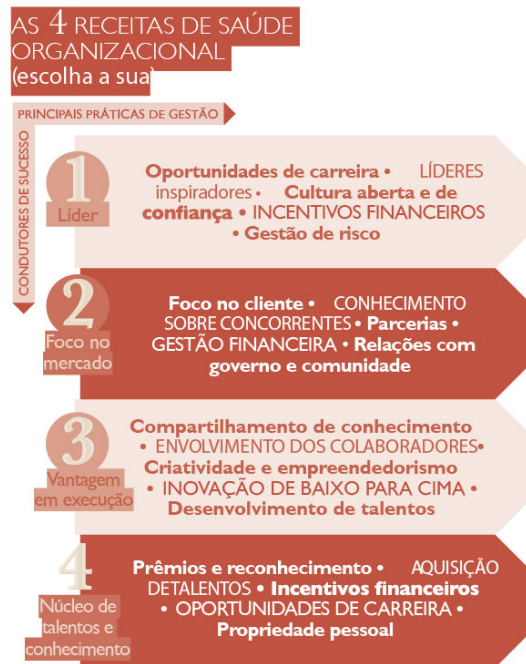 AS 4 RECEITAS DE SAÚDE
ORGANIZACIONAL
(escolha a sua)
PRINCIPAIS PRÁTICAS DE GESTÃO
CONDUTORES DE SUCESSO
1
Líder
Oportunidades de carreira • LÍDERES
inspiradores • Cultura aberta e de
confiança • INCENTIVOS FINANCEIROS
• Gestão de risco
2
Foco no
mercado
Foco no cliente • CONHECIMENTO
SOBRE CONCORRENTES • Parcerias •
GESTÃO FINANCEIRA • Relações com
governo e comunidade
3
Vantagem
em execução
Compartilhamento de conhecimento
• ENVOLVIMENTO DOS COLABORADORES•
Criatividade e empreendedorismo
• INOVAÇÃO DE BAIXO PARA CIMA •
Desenvolvimento de talentos
4
Núcleo de
talentos e
conhecimento
Prêmios e reconhecimento • AQUISIÇÃO
DETALENTOS • Incentivos financeiros
• OPORTUNIDADES DE CARREIRA •
Propriedade pessoal